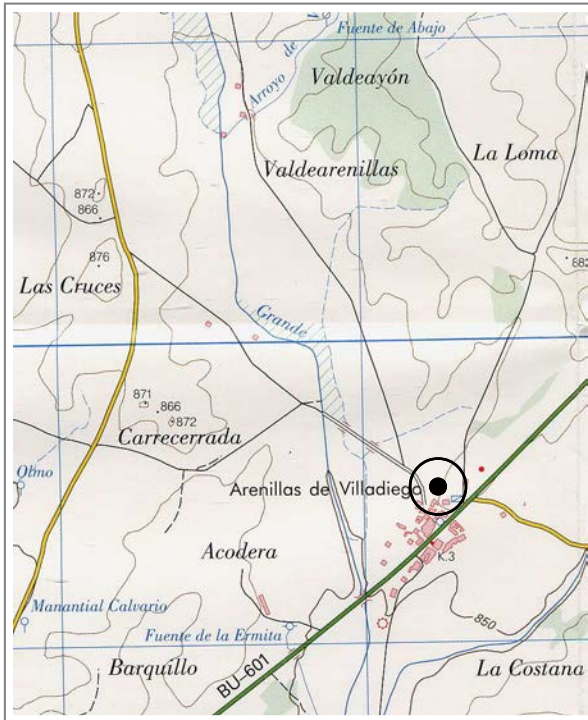 Fuente de Abajo
Arroyo de V
Valdeayón
Valdearenillas
La Loma
872
866
876
882
Las Cruces
Grande
871
866
872
Carrecerrada
Olmo
Arenillas de Villadiego
Acodera
K.3
Manantial Calvario
850
Fuente de la Ermita
Barquillo
BU-601
La Costana